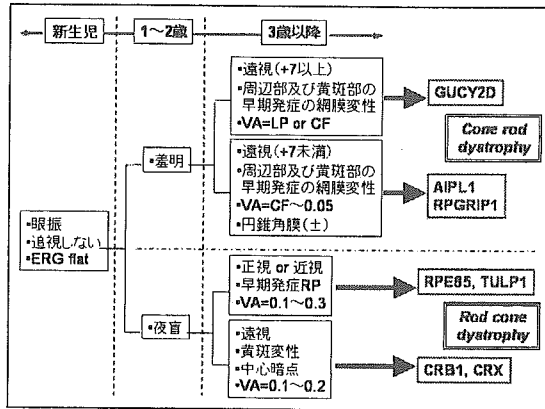 新生児
1～2歳
3歳以降
▪遠視(+7以上)
▪周辺部及び黄斑部の
早期発症の網膜変性
▪VA=LP or CF
GUCY2D
Cone rod
dystrophy
▪羞明
▪遠視(+7未満)
▪周辺部及び黄斑部の
早期発症の網膜変性
▪VA=CF～0.05
▪円錐角膜(±)
AIPL1
RPGRIP1
▪眼振
▪追視しない
▪ERG flat
▪正視 or 近視
▪早期発症RP
▪VA=0.1～0.3
RPE65, TULP1
Rod cone
dystrophy
▪夜盲
▪遠視
▪黄斑変性
▪中心暗点
▪VA=0.1～0.2
CRB1, CRX